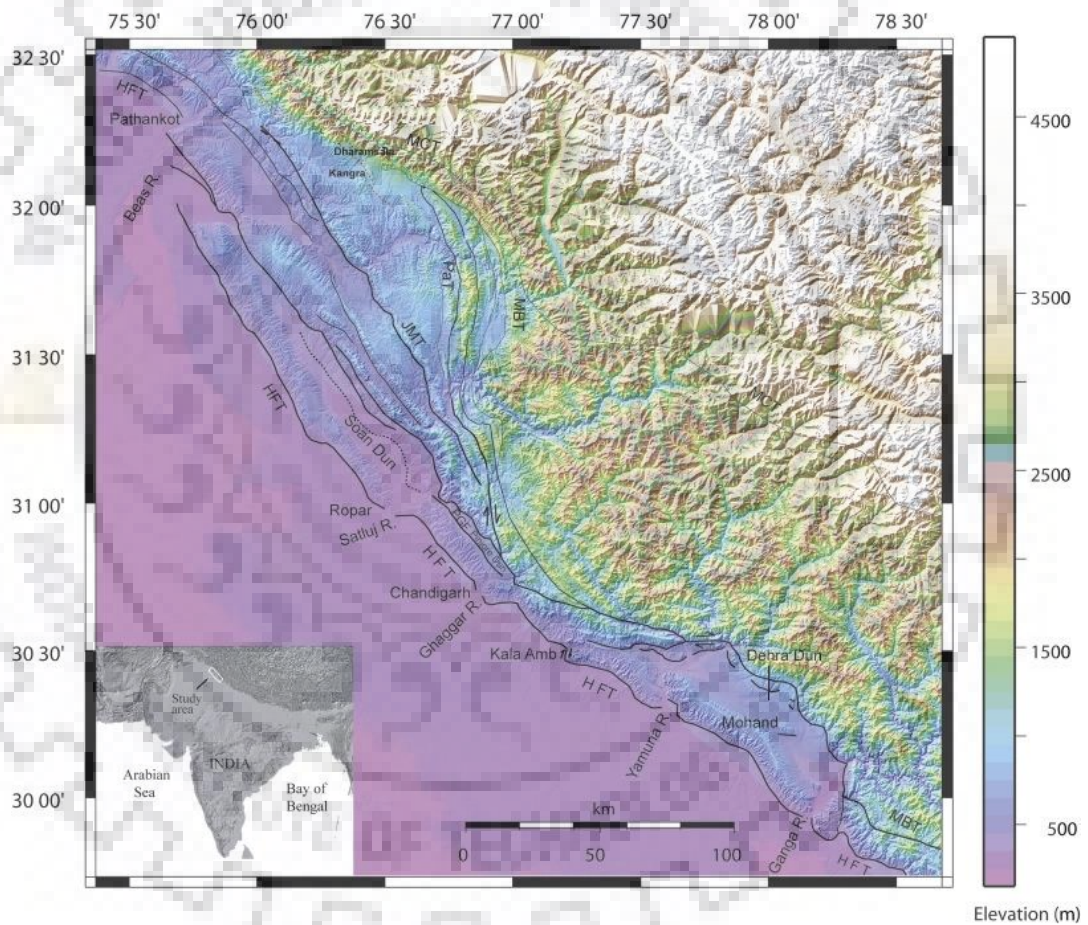 75 30' 76 00' 76 30' 77 00' 77 30' 78 00' 78 30'
32 30'
32 00'
31 30'
31 00'
30 30'
30 00'
HFT
Pathankot
MCT
Kangra
Beas R.
PaT
MBT
JMT
HFT
MCT
Soan Dun
Ropar
Satluj R.
HFT
Chandigarh
Ghaggar R.
Kala Amb
Dehra Dun
HFT
Mohand
Yamuna R.
MBT
Ganga R.
HFT
Study
area
INDIA
Arabian
Sea
Bay of
Bengal
km
0 50 100
4500
3500
2500
1500
500
Elevation (m)